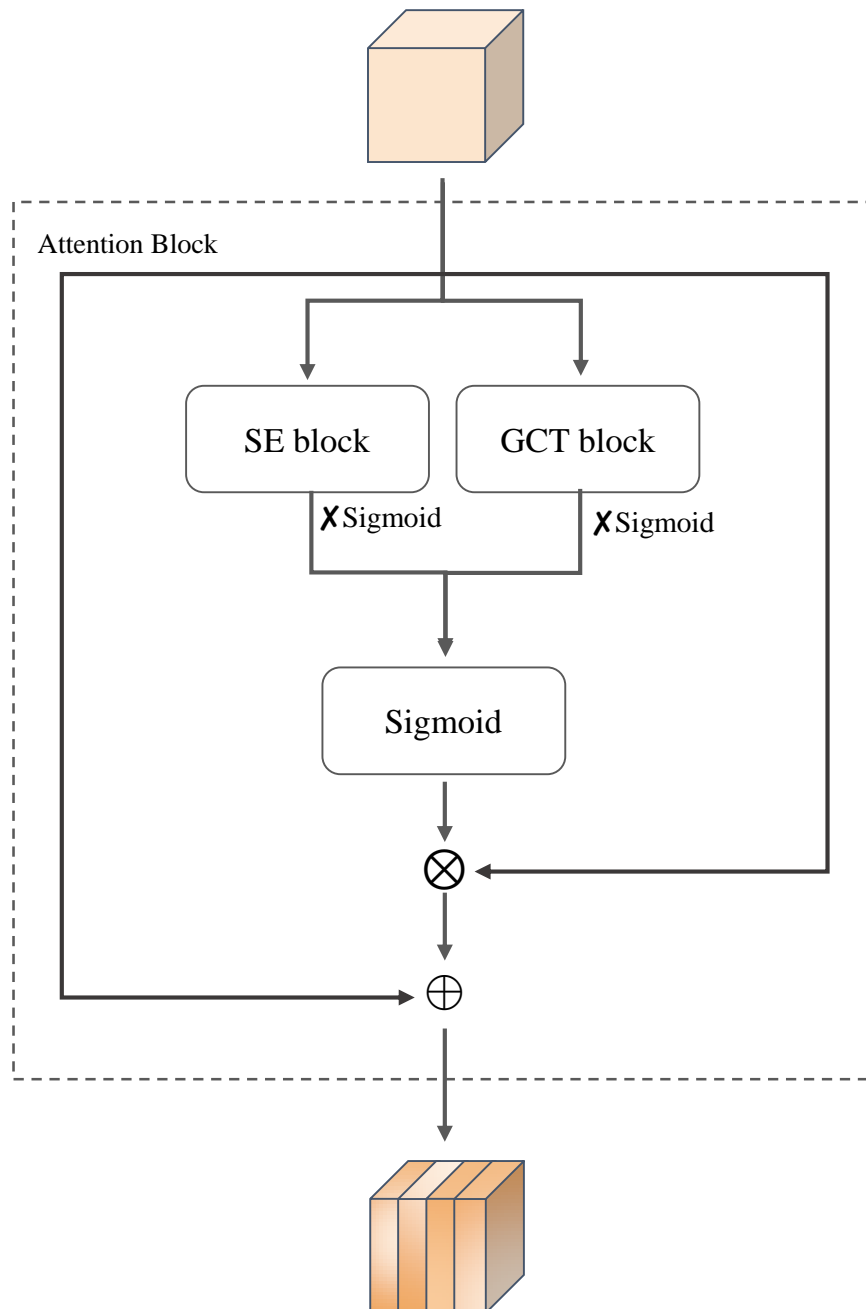 Attention Block
SE block
GCT block
✗Sigmoid
✗Sigmoid
Sigmoid